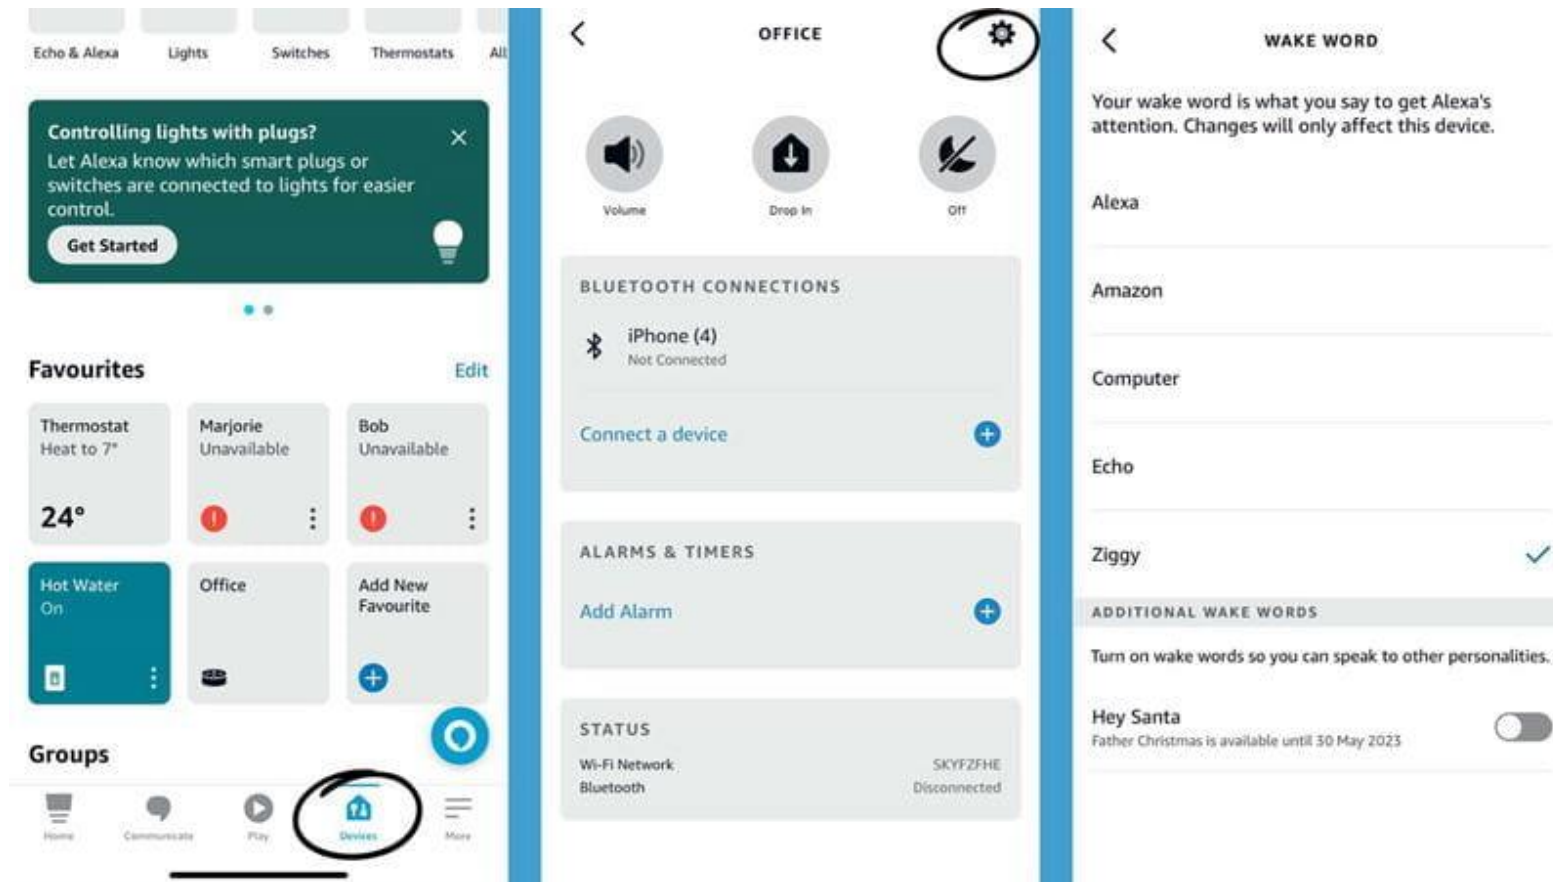 Echo & Alexa
Lights
Switches
Thermostats
All
Controlling lights with plugs?
Let Alexa know which smart plugs or
switches are connected to lights for easier
control.
Get Started
Favourites
Edit
Thermostat
Heat to 7°
24°
Marjorie
Unavailable
Bob
Unavailable
Hot Water
On
Office
Add New
Favourite
Groups
Home
Communicate
Play
Devices
More
OFFICE
Volume
Drop In
Off
BLUETOOTH CONNECTIONS
iPhone (4)
Not Connected
Connect a device
ALARMS & TIMERS
Add Alarm
STATUS
Wi-Fi Network SKYFZFHE
Bluetooth Disconnected
WAKE WORD
Your wake word is what you say to get Alexa's
attention. Changes will only affect this device.
Alexa
Amazon
Computer
Echo
Ziggy
ADDITIONAL WAKE WORDS
Turn on wake words so you can speak to other personalities.
Hey Santa
Father Christmas is available until 30 May 2023